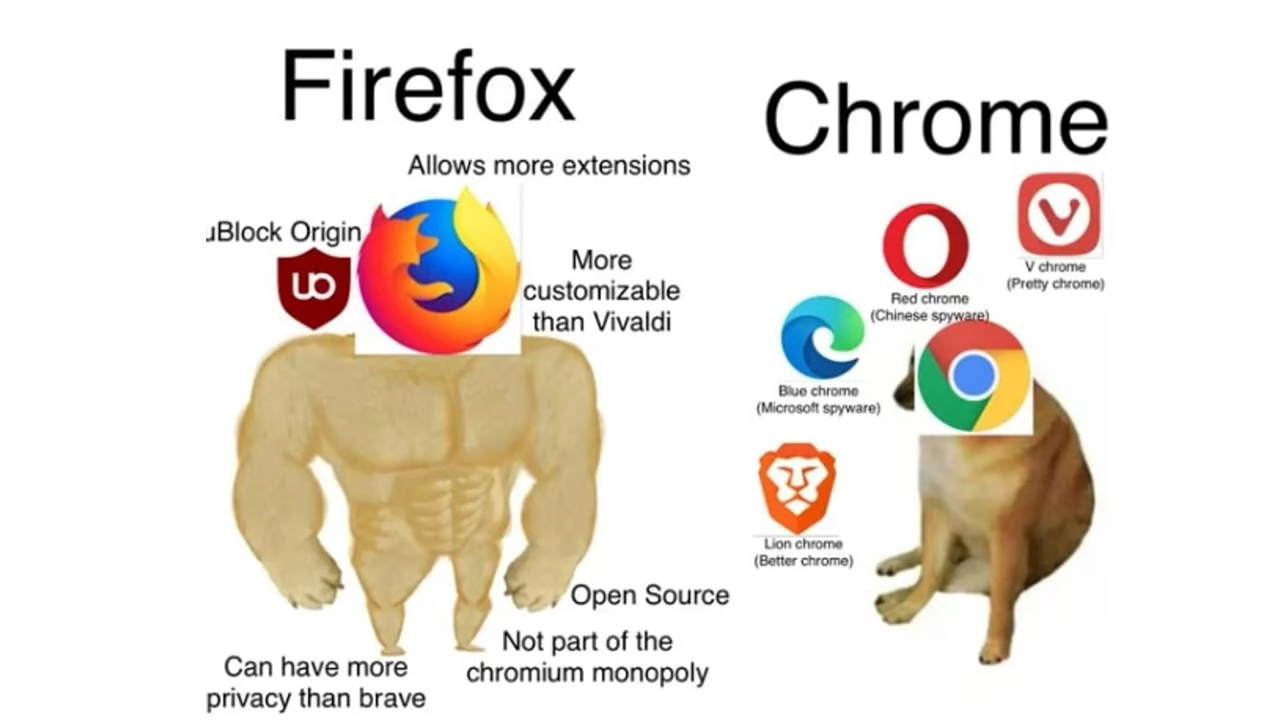 Firefox
Chrome
Allows more extensions
uBlock Origin
uo
More
customizable
than Vivaldi
Open Source
Not part of the
chromium monopoly
Can have more
privacy than brave
V chrome
(Pretty chrome)
Red chrome
(Chinese spyware)
Blue chrome
(Microsoft spyware)
Lion chrome
(Better chrome)